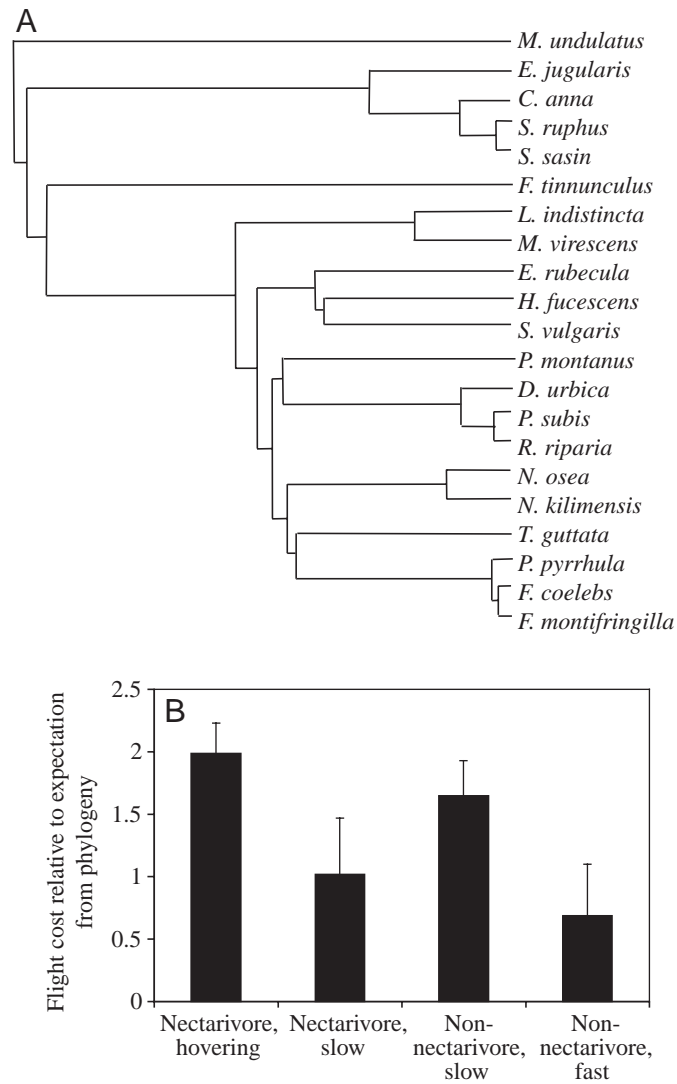 A
M. undulatus
E. jugularis
C. anna
S. ruphus
S. sasin
F. tinnunculus
L. indistincta
M. virescens
E. rubecula
H. fucescens
S. vulgaris
P. montanus
D. urbica
P. subis
R. riparia
N. osea
N. kilimensis
T. guttata
P. pyrrhula
F. coelebs
F. montifringilla
B
Flight cost relative to expectation
from phylogeny
2.5
2
1.5
1
0.5
0
Nectarivore,
hovering
Nectarivore,
slow
Non-
nectarivore,
slow
Non-
nectarivore,
fast